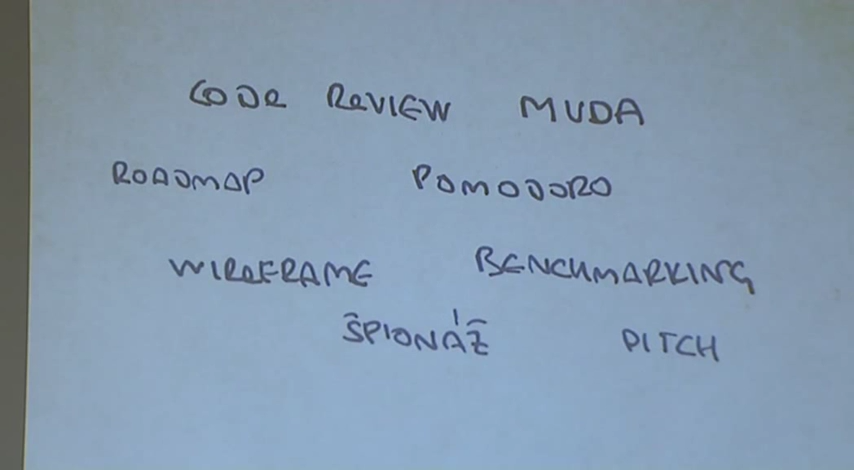 CODE REVIEW MUDA
ROADMAP POMODORO
WIREFRAME BENCHMARKING
ŠPIONÁŽ PITCH